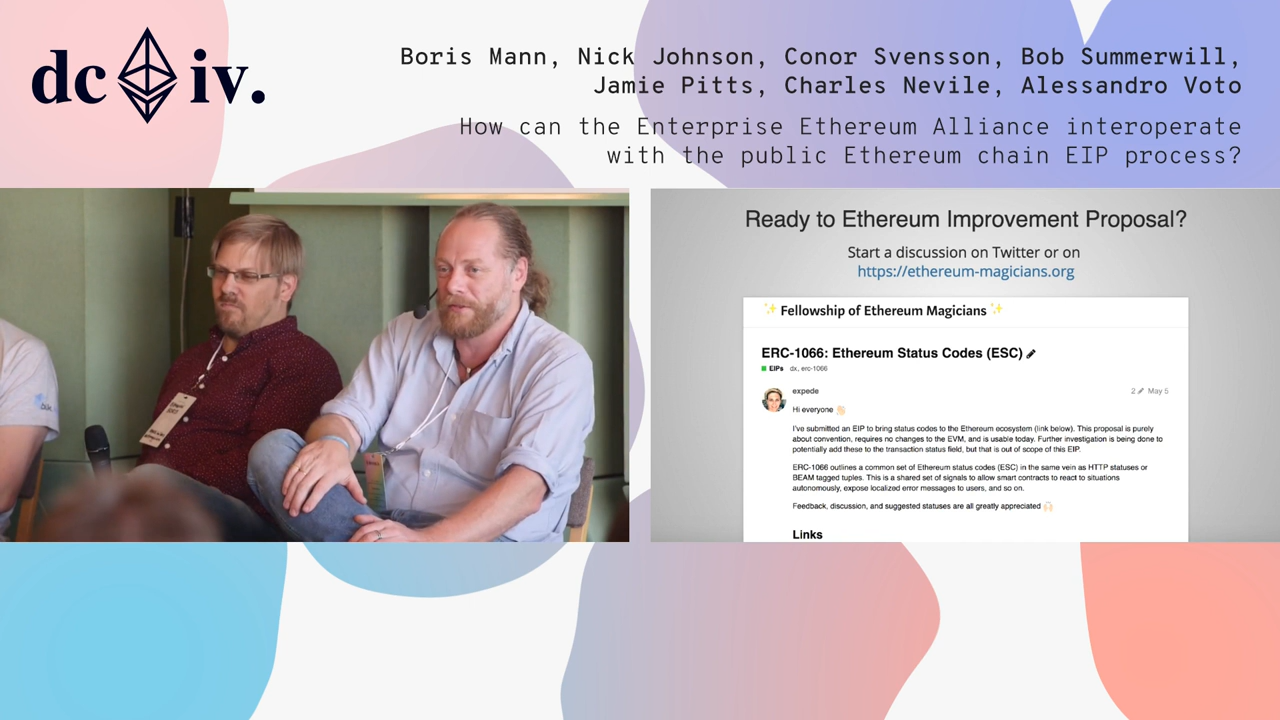 dc iv.
Boris Mann, Nick Johnson, Conor Svensson, Bob Summerwill,
Jamie Pitts, Charles Nevile, Alessandro Voto
How can the Enterprise Ethereum Alliance interoperate
with the public Ethereum chain EIP process?
Ready to Ethereum Improvement Proposal?
Start a discussion on Twitter or on
https://ethereum-magicians.org
✨ Fellowship of Ethereum Magicians ✨
ERC-1066: Ethereum Status Codes (ESC)
EIPs dx, erc-1066
expede 2 May 5
Hi everyone 👋🏻
I've submitted an EIP to bring status codes to the Ethereum ecosystem (link below). This proposal is purely
about convention, requires no changes to the EVM, and is usable today. Further investigation is being done to
potentially add these to the transaction status field, but that is out of scope of this EIP.
ERC-1066 outlines a common set of Ethereum status codes (ESC) in the same vein as HTTP statuses or
BEAM tagged tuples. This is a shared set of signals to allow smart contracts to react to situations
autonomously, expose localized error messages to users, and so on.
Feedback, discussion, and suggested statuses are all greatly appreciated
Links